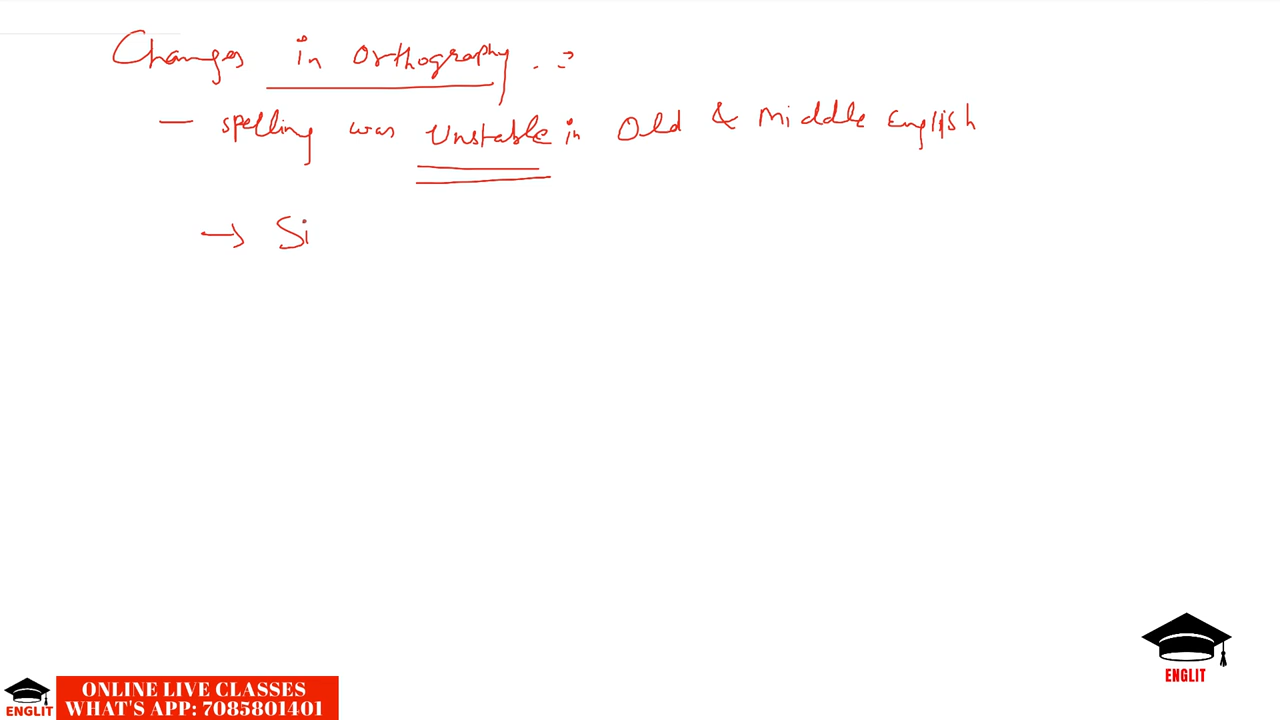 Changes in Orthography :-
— spelling was Unstable in Old & Middle English
→ Si
ENGLIT
ENGLIT
ONLINE LIVE CLASSES
WHAT'S APP: 7085801401